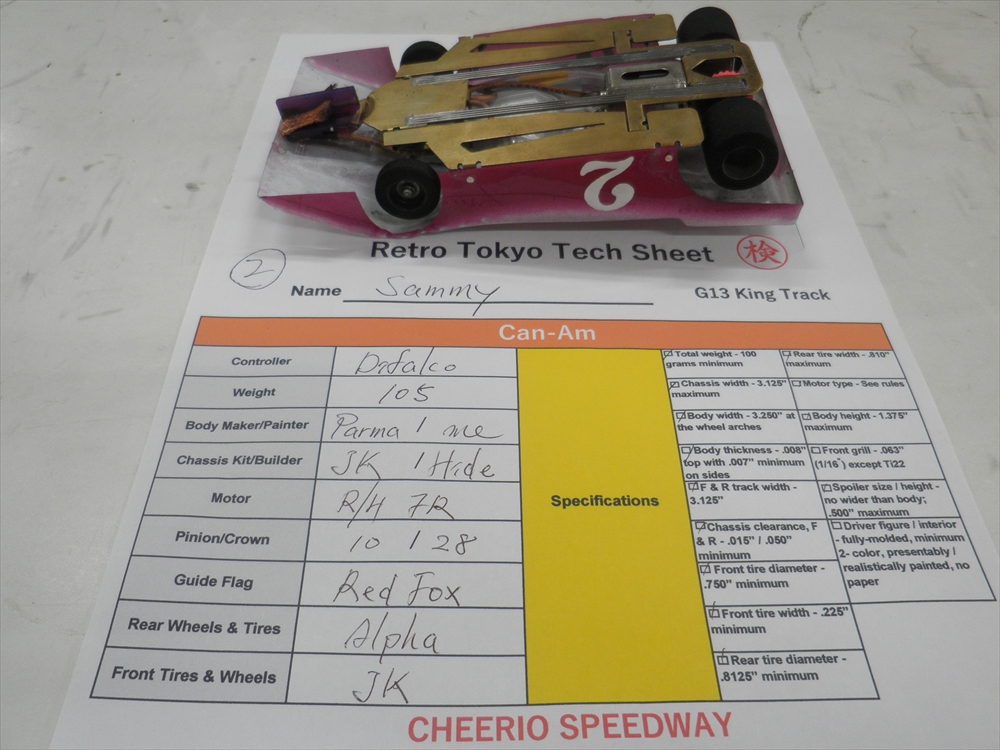 2
Retro Tokyo Tech Sheet 検
2
Name Sammy G13 King Track
Can-Am
Controller Difalco
Weight 105
Body Maker/Painter Parma / me
Chassis Kit/Builder JK / Hide
Motor R/H 7R
Pinion/Crown 10 / 28
Guide Flag Red Fox
Rear Wheels & Tires Alpha
Front Tires & Wheels JK
Specifications
Total weight - 100
grams minimum
Rear tire width - .810"
maximum
Chassis width - 3.125"
maximum
Motor type - See rules
Body width - 3.250" at
the wheel arches
Body height - 1.375"
maximum
Body thickness - .008"
top with .007" minimum
on sides
Front grill - .063"
(1/16") except Ti22
F & R track width -
3.125"
Spoiler size / height -
no wider than body;
.500" maximum
Chassis clearance, F
& R - .015" / .050"
minimum
Driver figure / interior
- fully-molded, minimum
2- color, presentably /
realistically painted, no
paper
Front tire diameter -
.750" minimum
Front tire width - .225"
minimum
Rear tire diameter -
.8125" minimum
CHEERIO SPEEDWAY